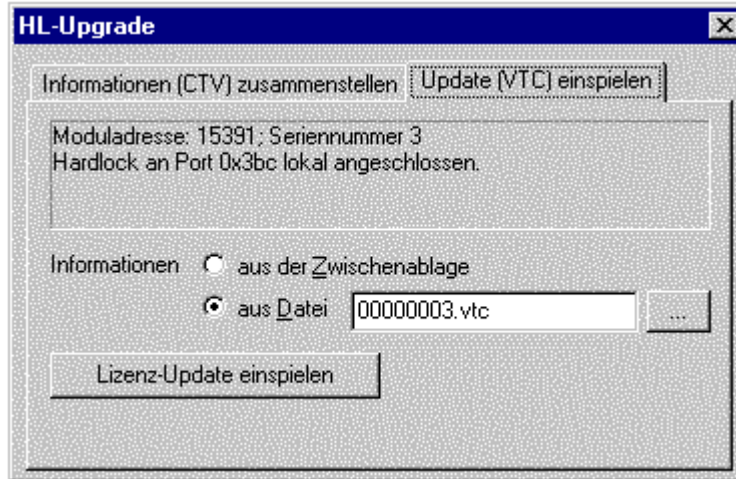 HL-Upgrade
Informationen (CTV) zusammenstellen
Update (VTC) einspielen
Moduladresse: 15391; Seriennummer 3
Hardlock an Port 0x3bc lokal angeschlossen.
Informationen
aus der Zwischenablage
aus Datei
00000003.vtc
...
Lizenz-Update einspielen